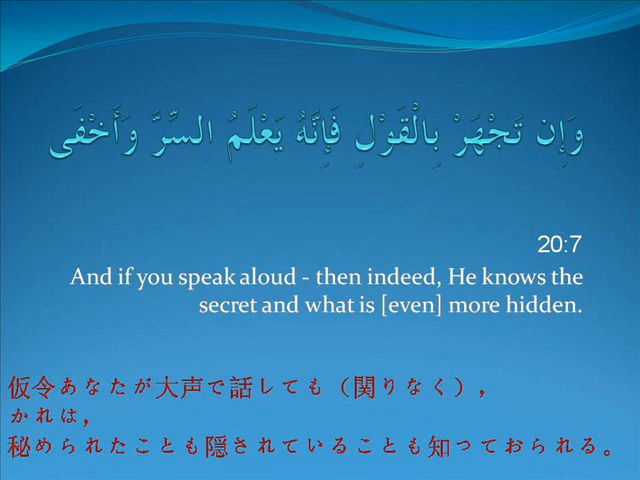 وَإِن تَجْهَرْ بِالْقَوْلِ فَإِنَّهُ يَعْلَمُ السِّرَّ وَأَخْفَى
20:7
And if you speak aloud - then indeed, He knows the
secret and what is [even] more hidden.
仮令あなたが大声で話しても（関りなく），
かれは，
秘められたことも隠されていることも知っておられる。